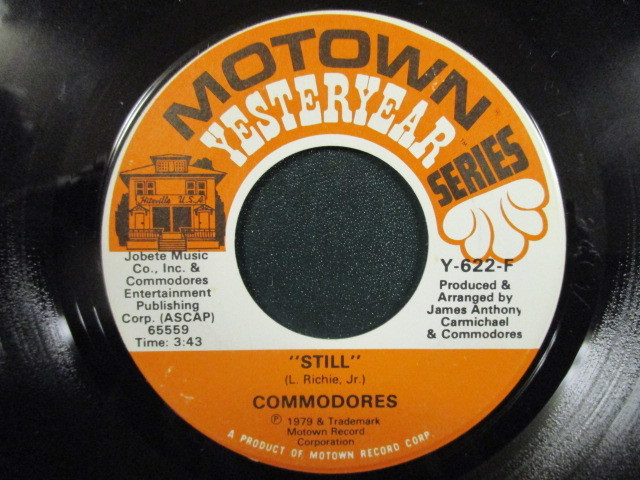 MOTOWN
YESTERYEAR
SERIES
Hitsville U.S.A.
Jobete Music
Co., Inc. &
Commodores
Entertainment
Publishing
Corp. (ASCAP)
65559
Time: 3:43
Y-622-F
Produced &
Arranged by
James Anthony
Carmichael
& Commodores
"STILL"
(L. Richie, Jr.)
COMMODORES
℗ 1979 & Trademark
Motown Record
Corporation
A PRODUCT OF MOTOWN RECORD CORP.